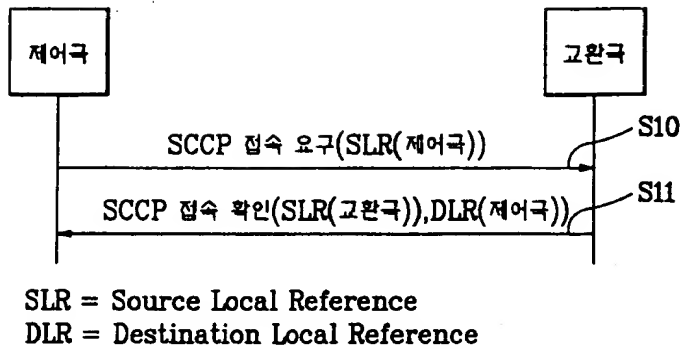 제어국
교환국
SCCP 접속 요구(SLR(제어국))
S10
SCCP 접속 확인(SLR(교환국)),DLR(제어국))
S11
SLR = Source Local Reference
DLR = Destination Local Reference